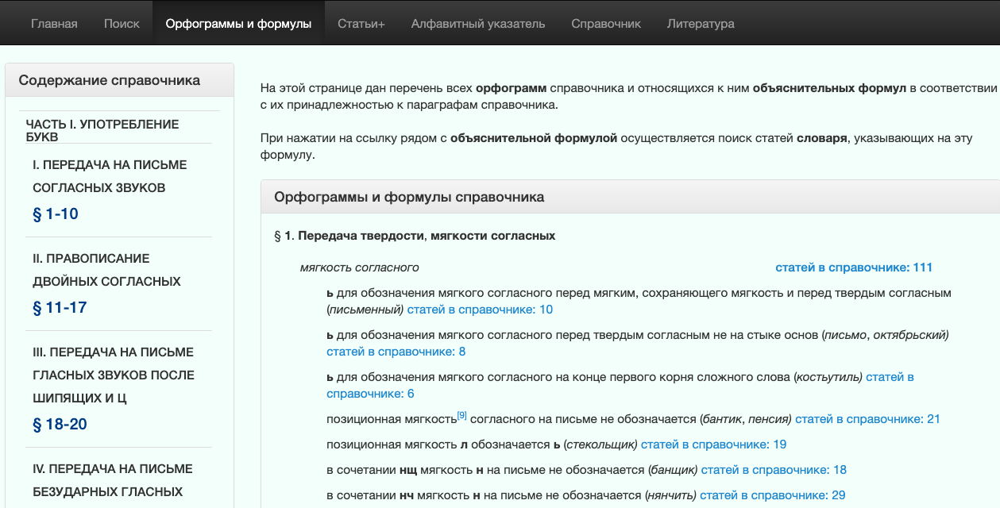 Главная Поиск Орфограммы и формулы Статьи+ Алфавитный указатель Справочник Литература
Содержание справочника
ЧАСТЬ I. УПОТРЕБЛЕНИЕ
БУКВ
I. ПЕРЕДАЧА НА ПИСЬМЕ
СОГЛАСНЫХ ЗВУКОВ
§ 1-10
II. ПРАВОПИСАНИЕ
ДВОЙНЫХ СОГЛАСНЫХ
§ 11-17
III. ПЕРЕДАЧА НА ПИСЬМЕ
ГЛАСНЫХ ЗВУКОВ ПОСЛЕ
ШИПЯЩИХ И Ц
§ 18-20
IV. ПЕРЕДАЧА НА ПИСЬМЕ
БЕЗУДАРНЫХ ГЛАСНЫХ
На этой странице дан перечень всех орфограмм справочника и относящихся к ним объяснительных формул в соответствии
с их принадлежностью к параграфам справочника.
При нажатии на ссылку рядом с объяснительной формулой осуществляется поиск статей словаря, указывающих на эту
формулу.
Орфограммы и формулы справочника
§ 1. Передача твердости, мягкости согласных
мягкость согласного статей в справочнике: 111
ь для обозначения мягкого согласного перед мягким, сохраняющего мягкость и перед твердым согласным
(письменный) статей в справочнике: 10
ь для обозначения мягкого согласного перед твердым согласным не на стыке основ (письмо, октябрьский)
статей в справочнике: 8
ь для обозначения мягкого согласного на конце первого корня сложного слова (костьутиль) статей в
справочнике: 6
позиционная мягкость[9] согласного на письме не обозначается (бантик, пенсия) статей в справочнике: 21
позиционная мягкость л обозначается ь (стекольщик) статей в справочнике: 19
в сочетании нщ мягкость н на письме не обозначается (банщик) статей в справочнике: 18
в сочетании нч мягкость н на письме не обозначается (нянчить) статей в справочнике: 29